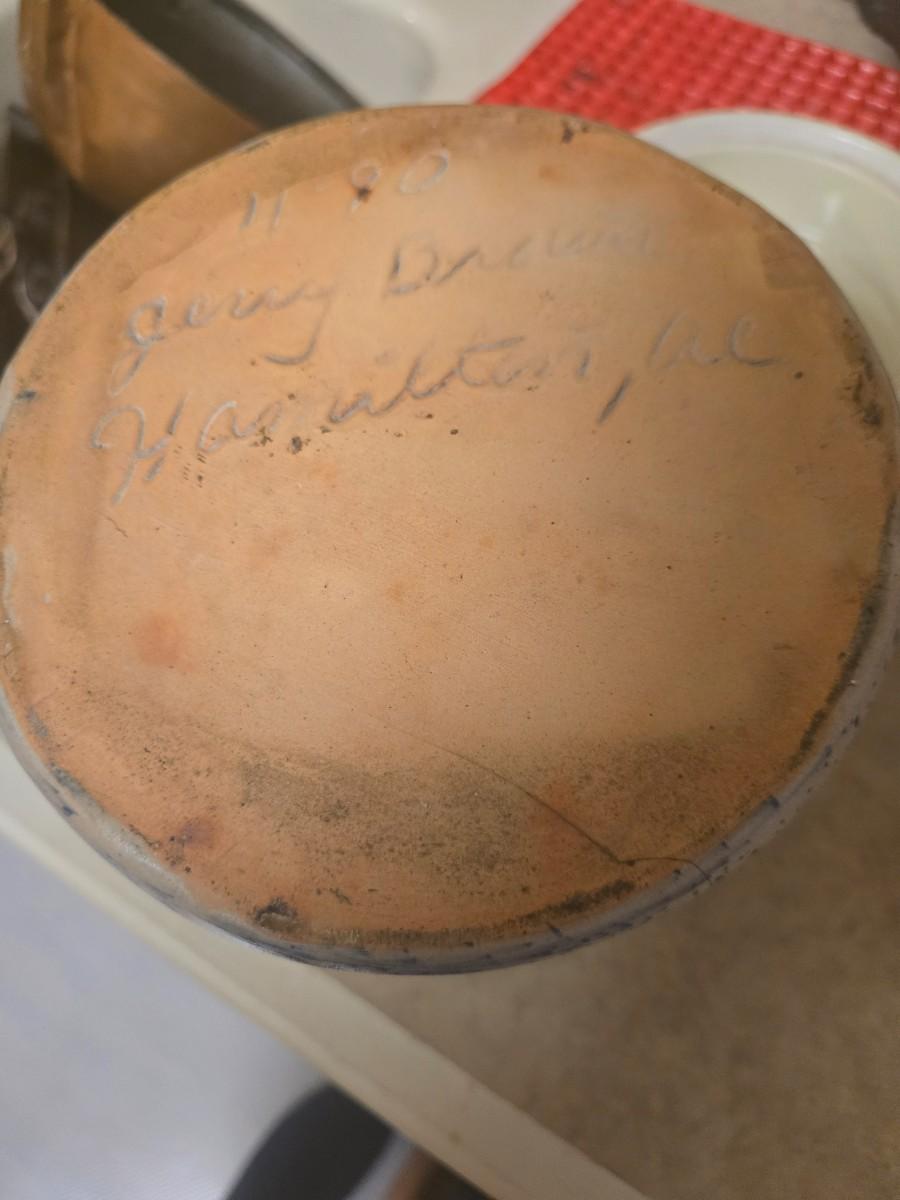 11-90
Jerry Brown
Hamilton, Al.